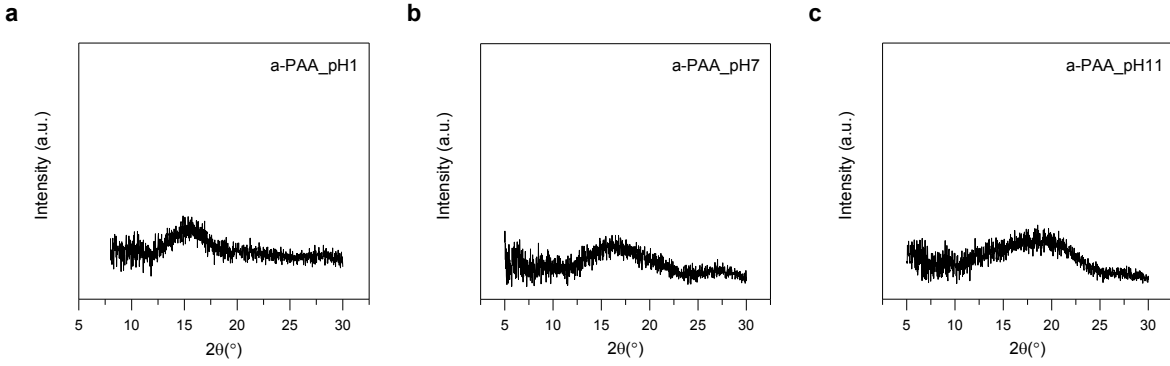 a
a-PAA_pH1
Intensity (a.u.)
5 10 15 20 25 30
2θ(°)
b
a-PAA_pH7
Intensity (a.u.)
5 10 15 20 25 30
2θ(°)
c
a-PAA_pH11
Intensity (a.u.)
5 10 15 20 25 30
2θ(°)